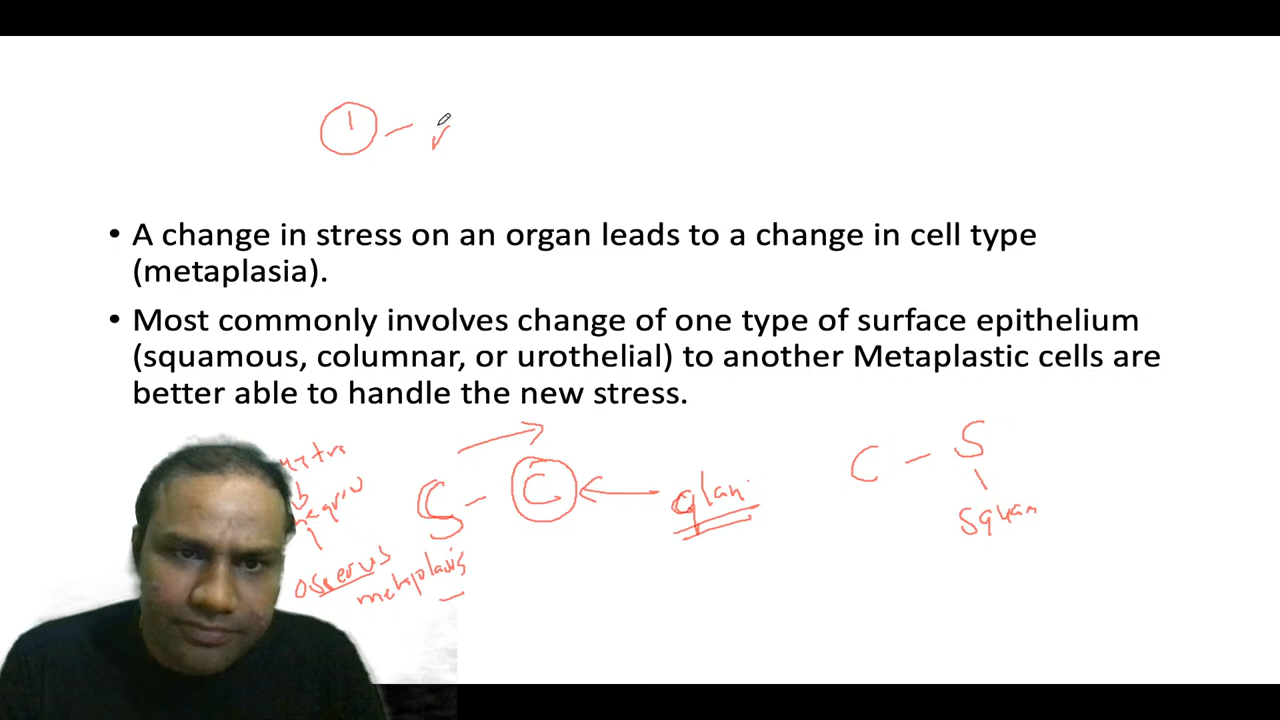 1 –
• A change in stress on an organ leads to a change in cell type
(metaplasia).
• Most commonly involves change of one type of surface epithelium
(squamous, columnar, or urothelial) to another Metaplastic cells are
better able to handle the new stress.
S – C
glan
C – S
Squam
metaplasis